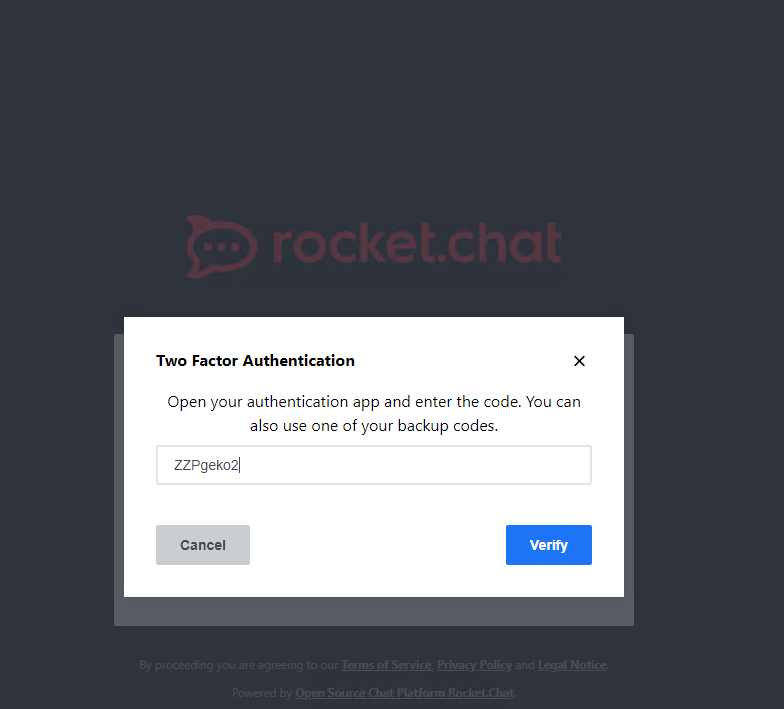 rocket.chat
Two Factor Authentication
Open your authentication app and enter the code. You can
also use one of your backup codes.
ZZPgeko2
Cancel
Verify
By proceeding you are agreeing to our Terms of Service, Privacy Policy and Legal Notice.
Powered by Open Source Chat Platform Rocket.Chat.